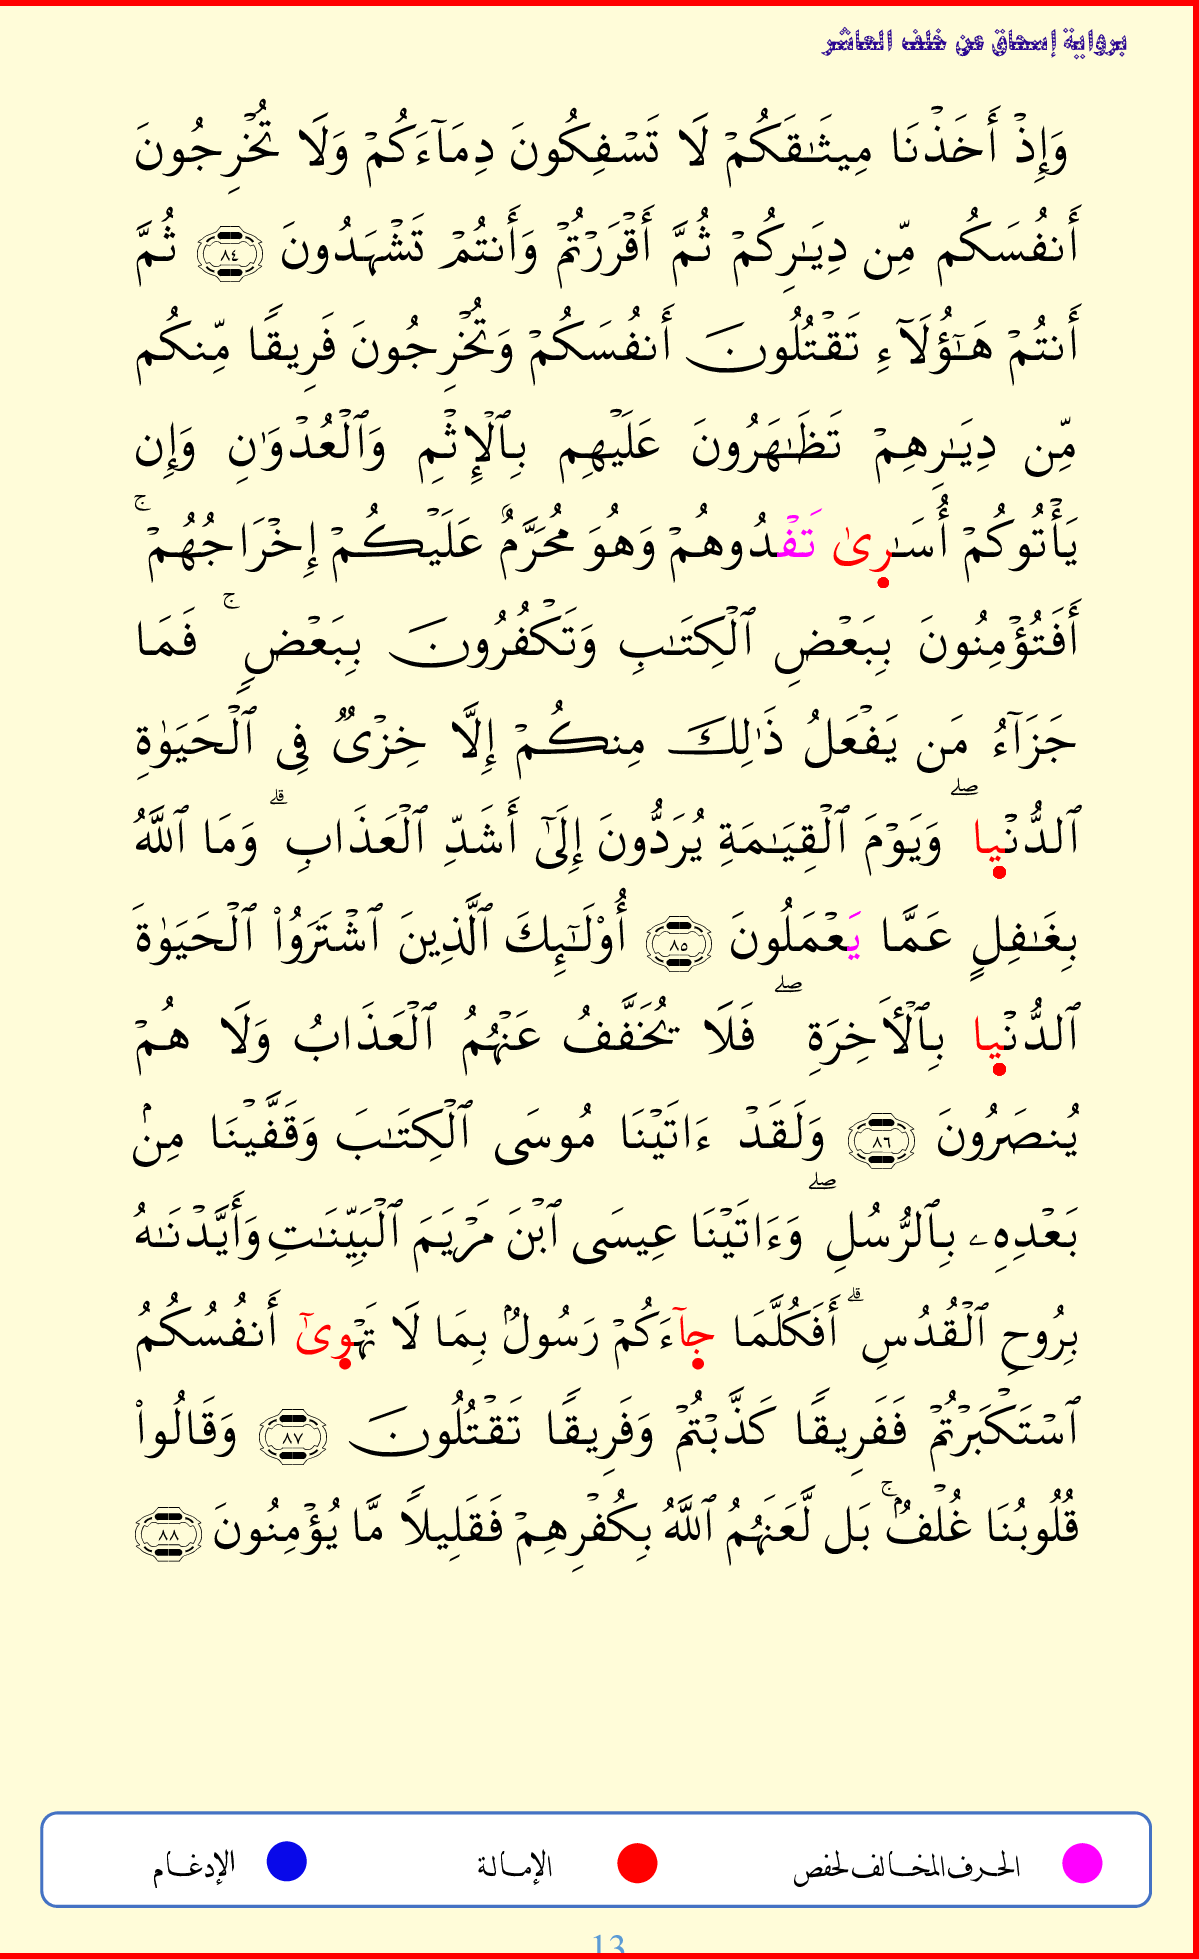 برواية إسحاق عن خلف العاشر
وَإِذۡ أَخَذۡنَا مِيثَٰقَكُمۡ لَا تَسۡفِكُونَ دِمَآءَكُمۡ وَلَا تُخۡرِجُونَ
أَنفُسَكُم مِّن دِيَٰرِكُمۡ ثُمَّ أَقۡرَرۡتُمۡ وَأَنتُمۡ تَشۡهَدُونَ ٨٤ ثُمَّ
أَنتُمۡ هَٰٓؤُلَآءِ تَقۡتُلُونَ أَنفُسَكُمۡ وَتُخۡرِجُونَ فَرِيقٗا مِّنكُم
مِّن دِيَٰرِهِمۡ تَظَٰهَرُونَ عَلَيۡهِم بِٱلۡإِثۡمِ وَٱلۡعُدۡوَٰنِ وَإِن
يَأۡتُوكُمۡ أُسَٰرِىٰ تَفۡدُوهُمۡ وَهُوَ مُحَرَّمٌ عَلَيۡكُمۡ إِخۡرَاجُهُمۡۚ
أَفَتُؤۡمِنُونَ بِبَعۡضِ ٱلۡكِتَٰبِ وَتَكۡفُرُونَ بِبَعۡضٖۚ فَمَا
جَزَآءُ مَن يَفۡعَلُ ذَٰلِكَ مِنكُمۡ إِلَّا خِزۡيٞ فِي ٱلۡحَيَوٰةِ
ٱلدُّنۡياۖ وَيَوۡمَ ٱلۡقِيَٰمَةِ يُرَدُّونَ إِلَىٰٓ أَشَدِّ ٱلۡعَذَابِۗ وَمَا ٱللَّهُ
بِغَٰفِلٍ عَمَّا يَعۡمَلُونَ ٨٥ أُوْلَٰٓئِكَ ٱلَّذِينَ ٱشۡتَرَوُاْ ٱلۡحَيَوٰةَ
ٱلدُّنۡيا بِٱلۡأٓخِرَةِۖ فَلَا يُخَفَّفُ عَنۡهُمُ ٱلۡعَذَابُ وَلَا هُمۡ
يُنصَرُونَ ٨٦ وَلَقَدۡ ءَاتَيۡنَا مُوسَى ٱلۡكِتَٰبَ وَقَفَّيۡنَا مِنۢ
بَعۡدِهِۦ بِٱلرُّسُلِۖ وَءَاتَيۡنَا عِيسَى ٱبۡنَ مَرۡيَمَ ٱلۡبَيِّنَٰتِ وَأَيَّدۡنَٰهُ
بِرُوحِ ٱلۡقُدُسِۗ أَفَكُلَّمَا جآءَكُمۡ رَسُولُۢ بِمَا لَا تَهۡوِىٰٓ أَنفُسُكُمُ
ٱسۡتَكۡبَرۡتُمۡ فَفَرِيقٗا كَذَّبۡتُمۡ وَفَرِيقٗا تَقۡتُلُونَ ٨٧ وَقَالُواْ
قُلُوبُنَا غُلۡفُۢۚ بَل لَّعَنَهُمُ ٱللَّهُ بِكُفۡرِهِمۡ فَقَلِيلٗا مَّا يُؤۡمِنُونَ ٨٨
الحرف المخالف لحفص الإمالة الإدغام
13